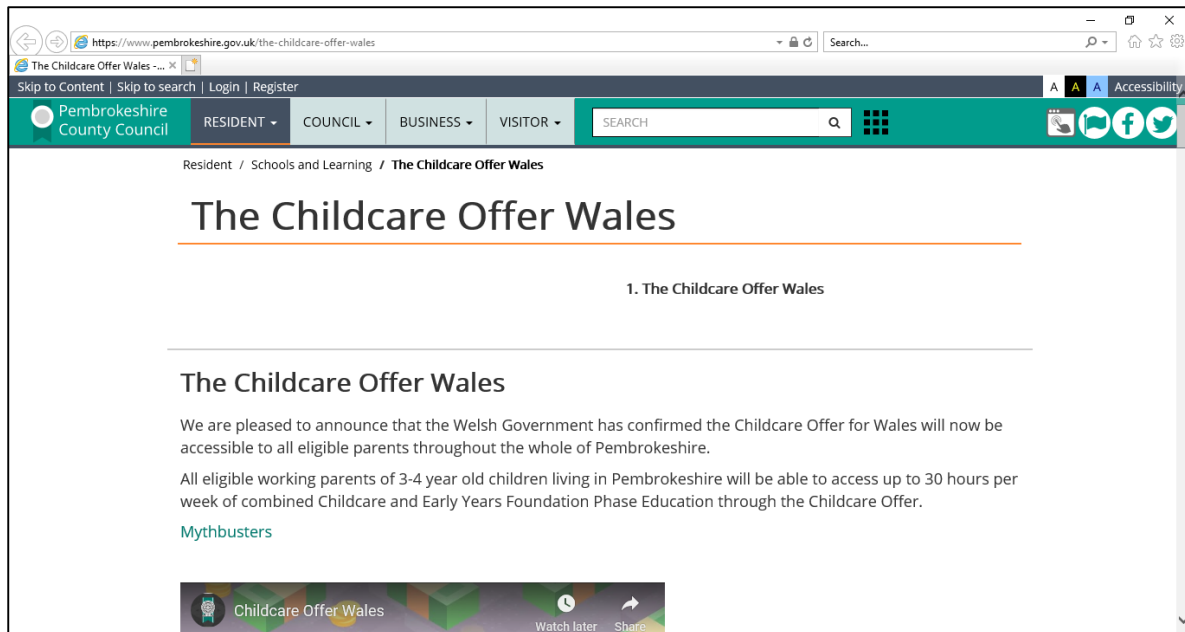 https://www.pembrokeshire.gov.uk/the-childcare-offer-wales
Search...
The Childcare Offer Wales -...
Skip to Content | Skip to search | Login | Register
A A A Accessibility
Pembrokeshire
County Council
RESIDENT COUNCIL BUSINESS VISITOR SEARCH
Resident / Schools and Learning / The Childcare Offer Wales
The Childcare Offer Wales
1. The Childcare Offer Wales
The Childcare Offer Wales
We are pleased to announce that the Welsh Government has confirmed the Childcare Offer for Wales will now be
accessible to all eligible parents throughout the whole of Pembrokeshire.
All eligible working parents of 3-4 year old children living in Pembrokeshire will be able to access up to 30 hours per
week of combined Childcare and Early Years Foundation Phase Education through the Childcare Offer.
Mythbusters
Childcare Offer Wales
Watch later Share